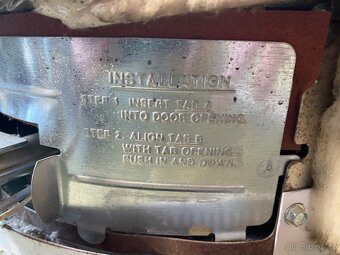 INSTALLATION
STEP 1. INSERT TAB A
INTO DOOR OPENING
STEP 2. ALIGN TAB B
WITH TAB OPENING
PUSH IN AND DOWN.
A